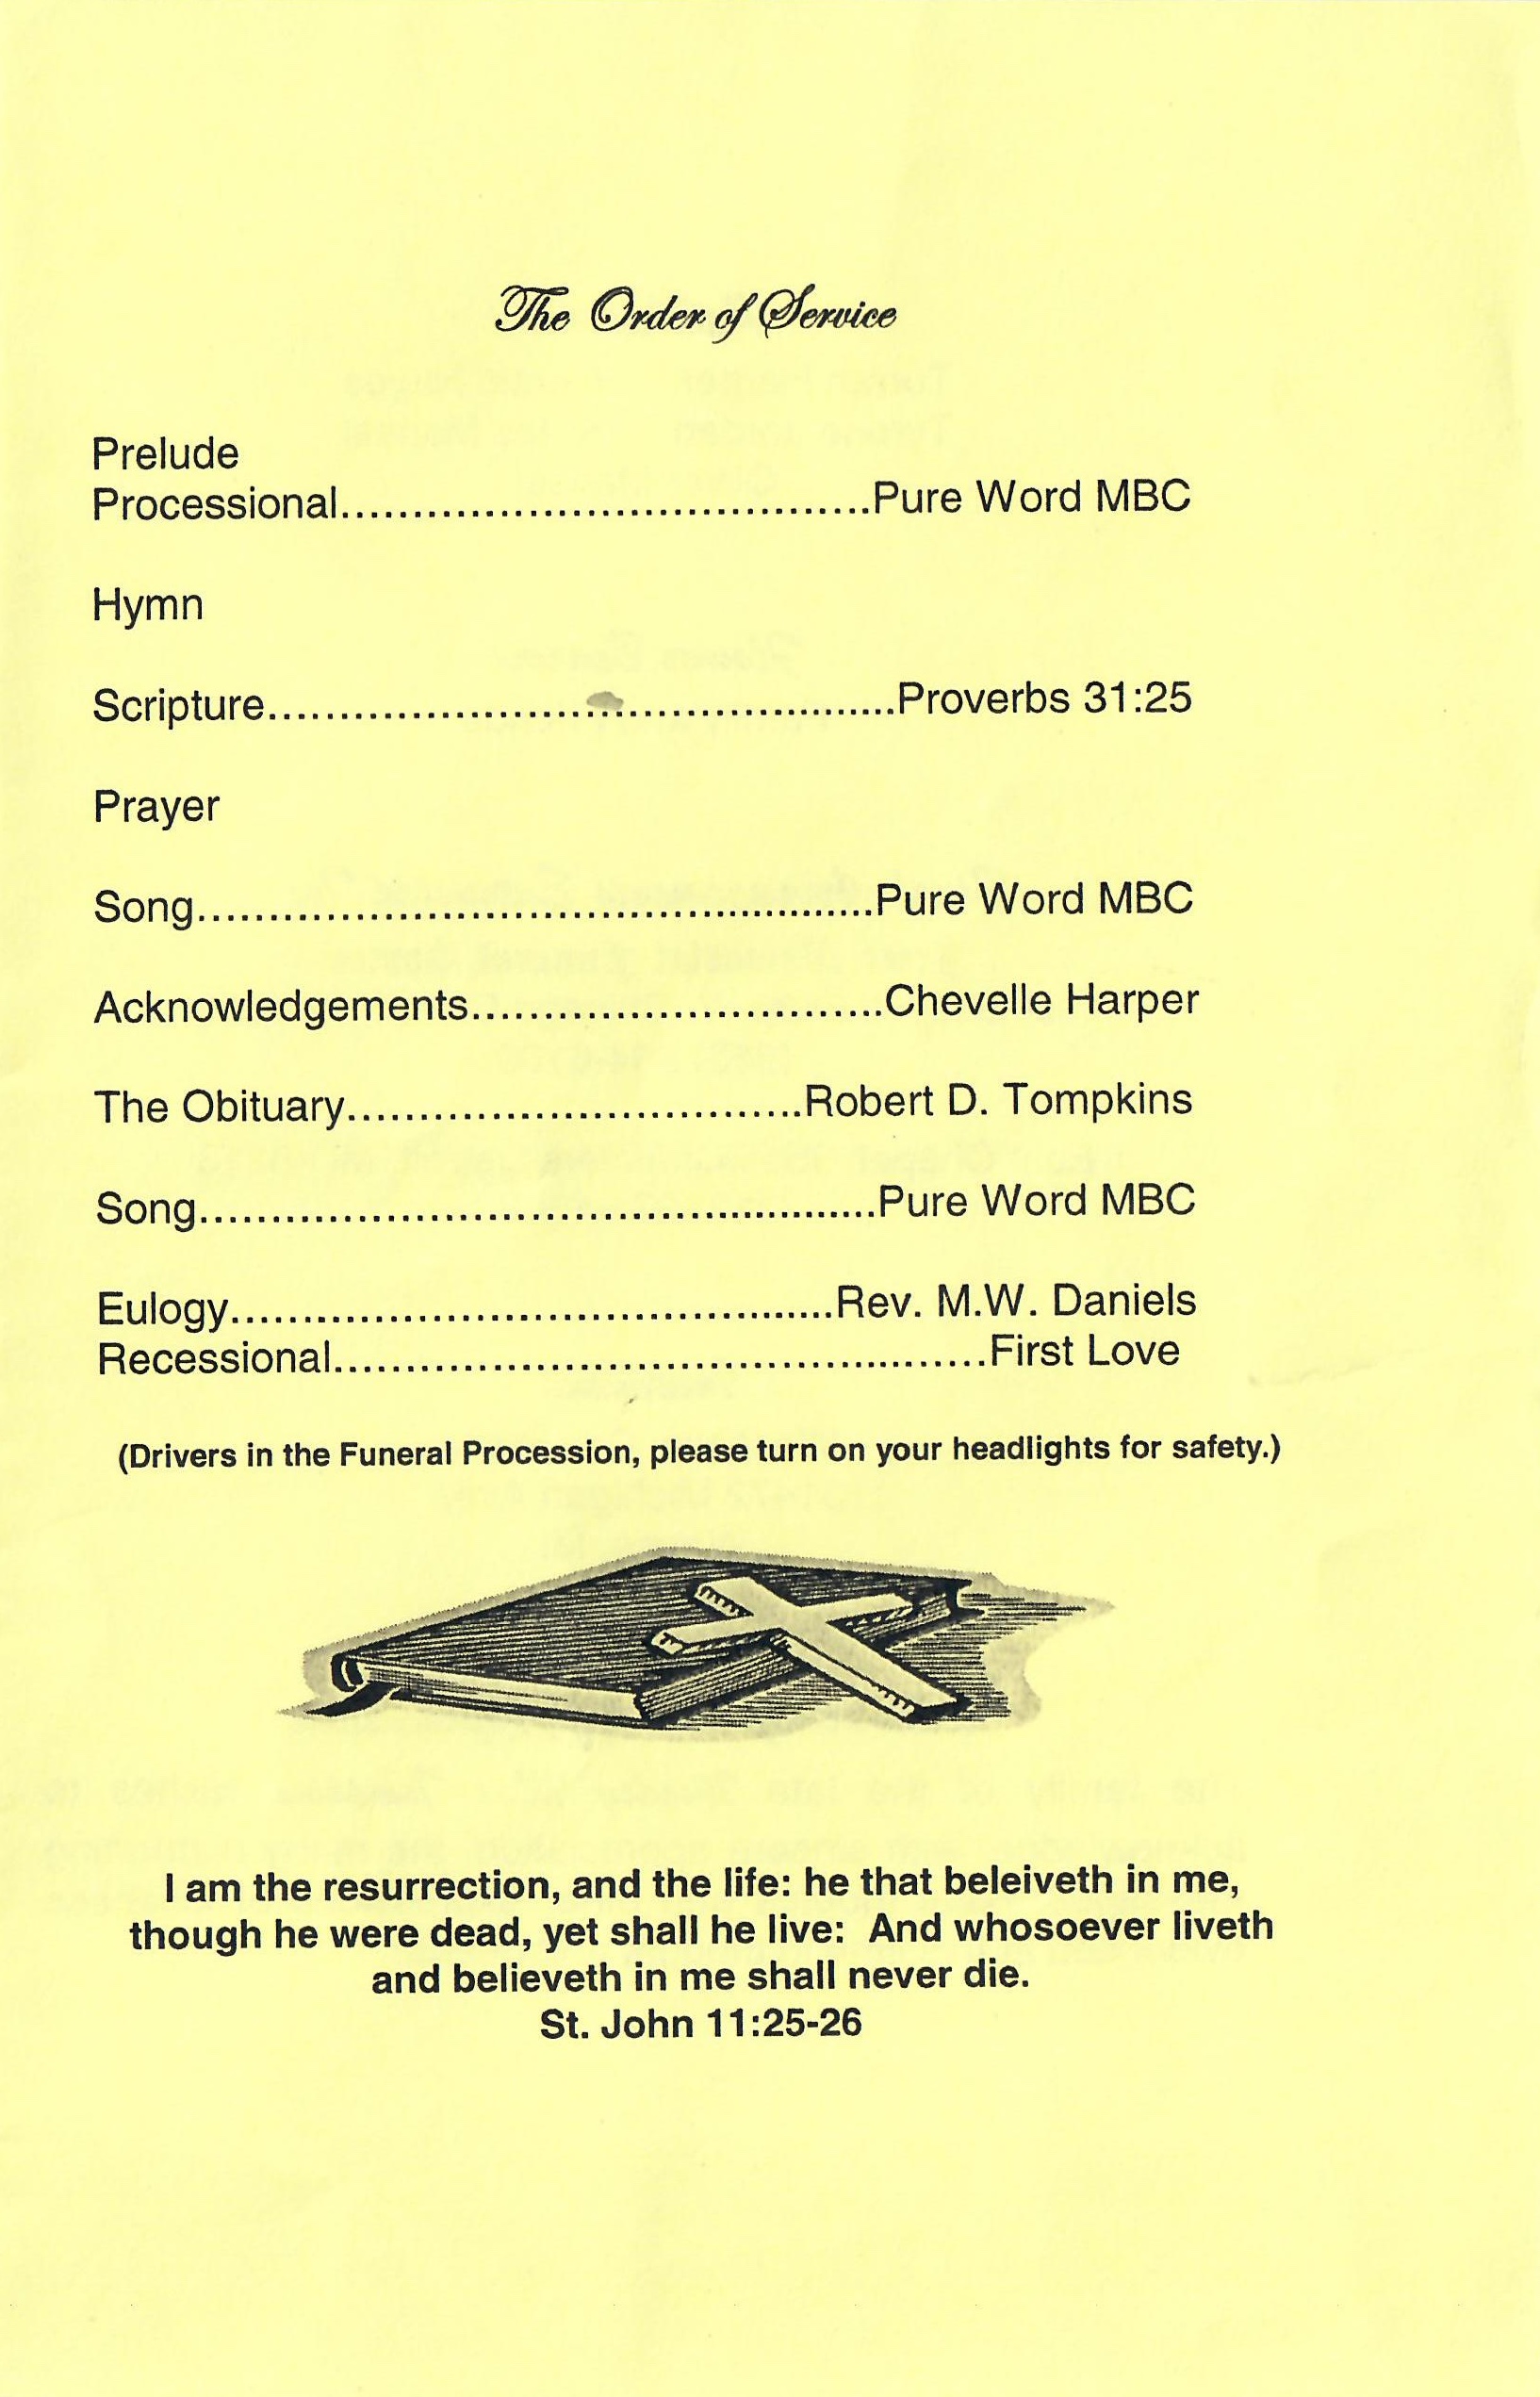 The Order of Service
Prelude
Processional.....................................Pure Word MBC
Hymn
Scripture............................................Proverbs 31:25
Prayer
Song................................................Pure Word MBC
Acknowledgements.............................Chevelle Harper
The Obituary................................Robert D. Tompkins
Song................................................Pure Word MBC
Eulogy...........................................Rev. M.W. Daniels
Recessional..............................................First Love
(Drivers in the Funeral Procession, please turn on your headlights for safety.)
I am the resurrection, and the life: he that beleiveth in me,
though he were dead, yet shall he live:  And whosoever liveth
and believeth in me shall never die.
St. John 11:25-26